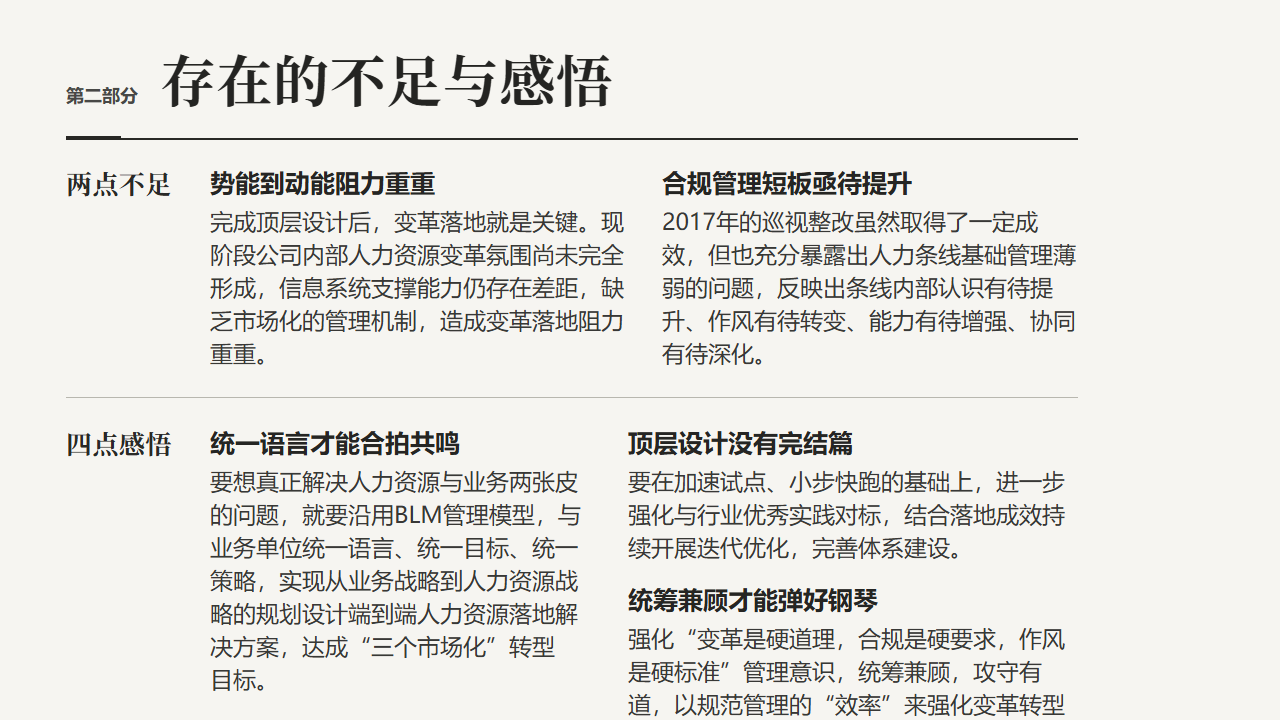 第二部分 存在的不足与感悟
两点不足
势能到动能阻力重重
完成顶层设计后，变革落地就是关键。现
阶段公司内部人力资源变革氛围尚未完全
形成，信息系统支撑能力仍存在差距，缺
乏市场化的管理机制，造成变革落地阻力
重重。
合规管理短板亟待提升
2017年的巡视整改虽然取得了一定成
效，但也充分暴露出人力条线基础管理薄
弱的问题，反映出条线内部认识有待提
升、作风有待转变、能力有待增强、协同
有待深化。
四点感悟
统一语言才能合拍共鸣
要想真正解决人力资源与业务两张皮
的问题，就要沿用BLM管理模型，与
业务单位统一语言、统一目标、统一
策略，实现从业务战略到人力资源战
略的规划设计端到端人力资源落地解
决方案，达成“三个市场化”转型
目标。
顶层设计没有完结篇
要在加速试点、小步快跑的基础上，进一步
强化与行业优秀实践对标，结合落地成效持
续开展迭代优化，完善体系建设。
统筹兼顾才能弹好钢琴
强化“变革是硬道理，合规是硬要求，作风
是硬标准”管理意识，统筹兼顾，攻守有
道，以规范管理的“效率”来强化变革转型